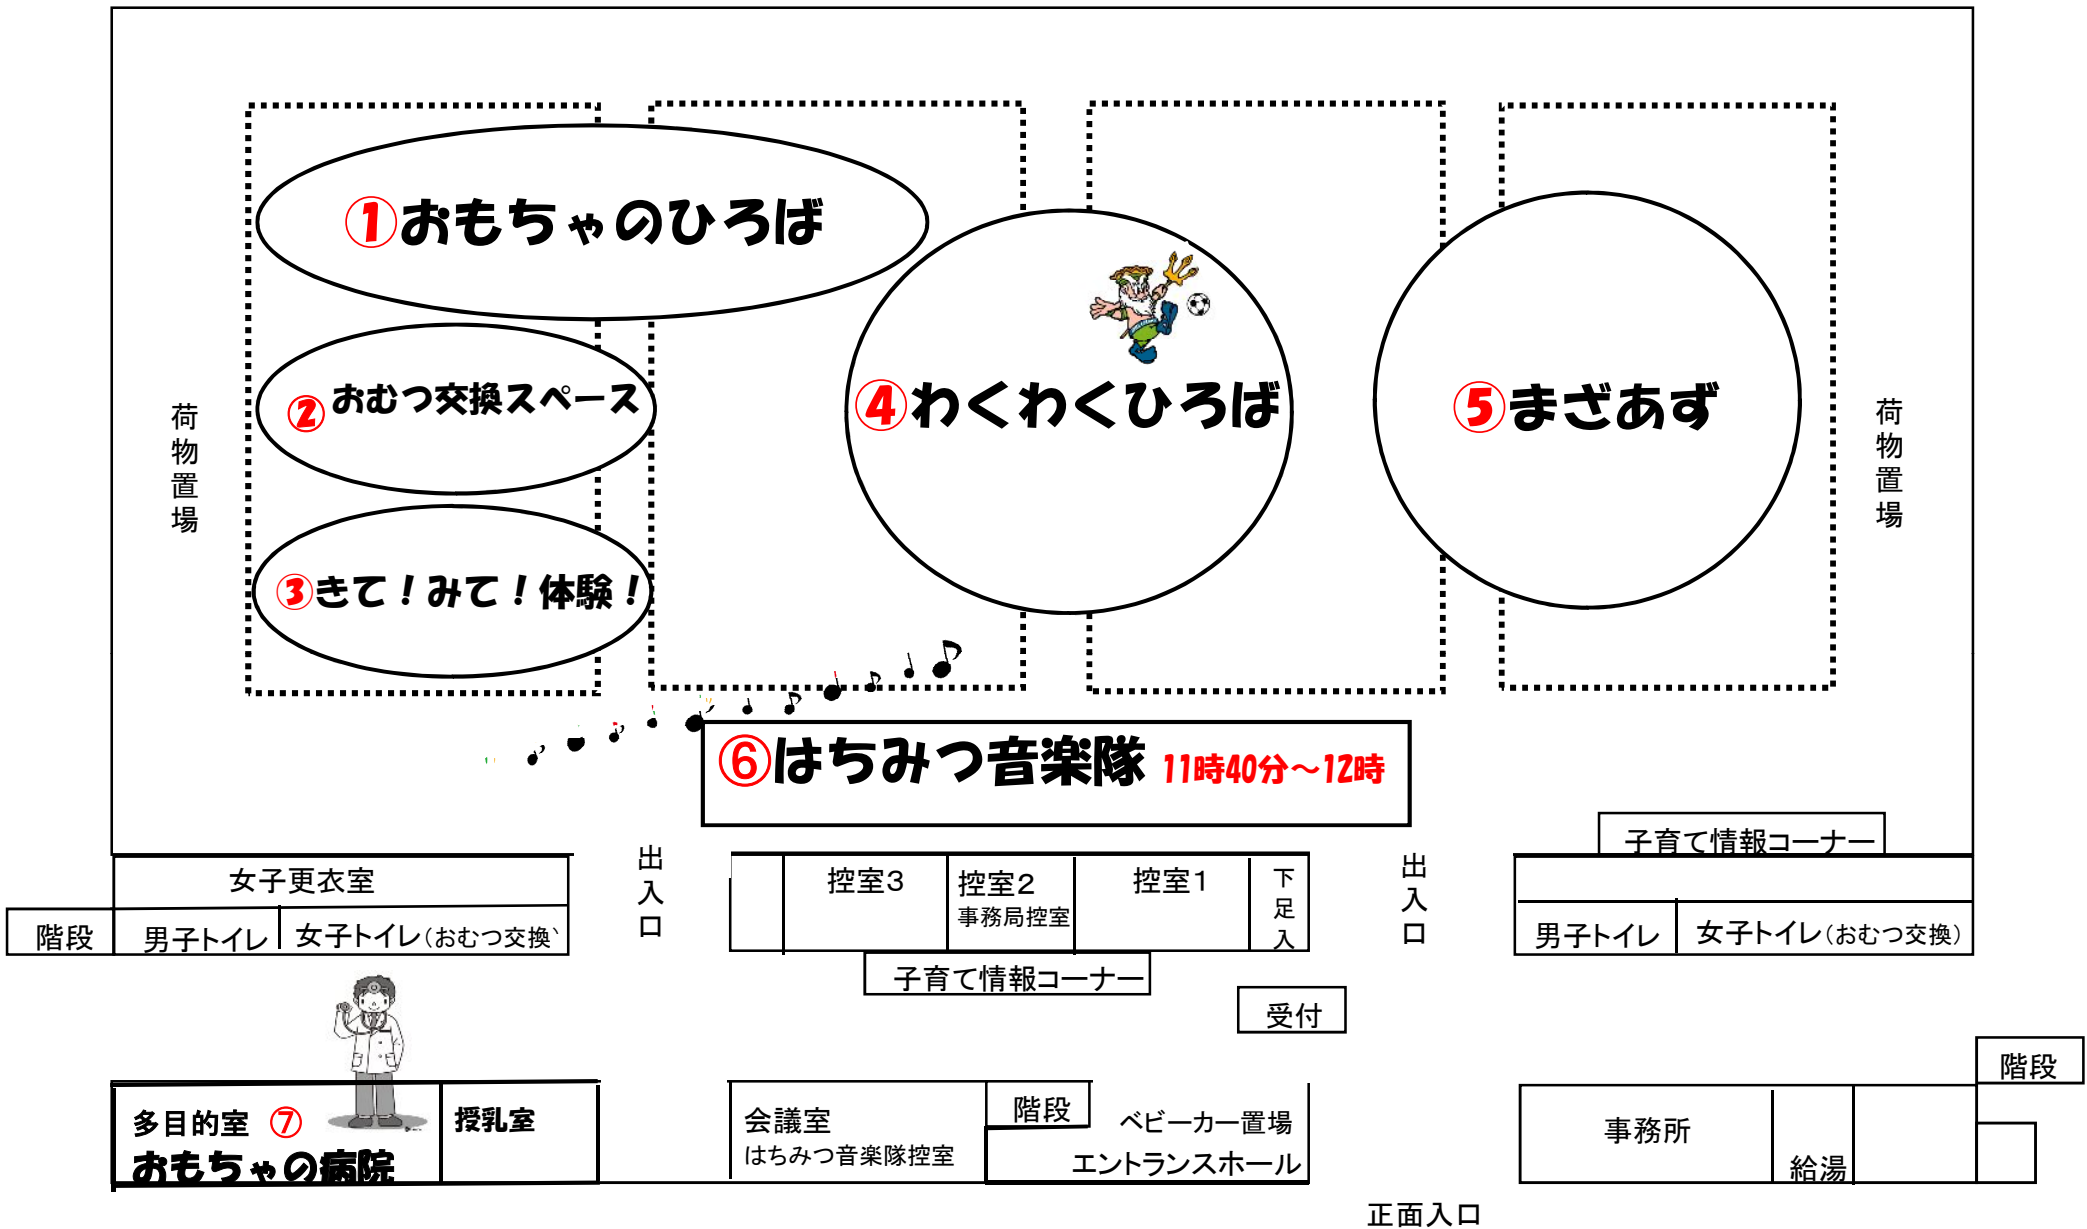 ①おもちゃのひろば
②おむつ交換スペース
③きて！みて！体験！
④わくわくひろば
⑤まざあず
荷物置場
荷物置場
⑥はちみつ音楽隊 11時40分～12時
子育て情報コーナー
女子更衣室
出入口
控室3
控室2
事務局控室
控室1
下足入
出入口
階段
男子トイレ
女子トイレ(おむつ交換
男子トイレ
女子トイレ(おむつ交換)
子育て情報コーナー
受付
階段
多目的室 ⑦
おもちゃの病院
授乳室
会議室
はちみつ音楽隊控室
階段
ベビーカー置場
エントランスホール
事務所
給湯
正面入口